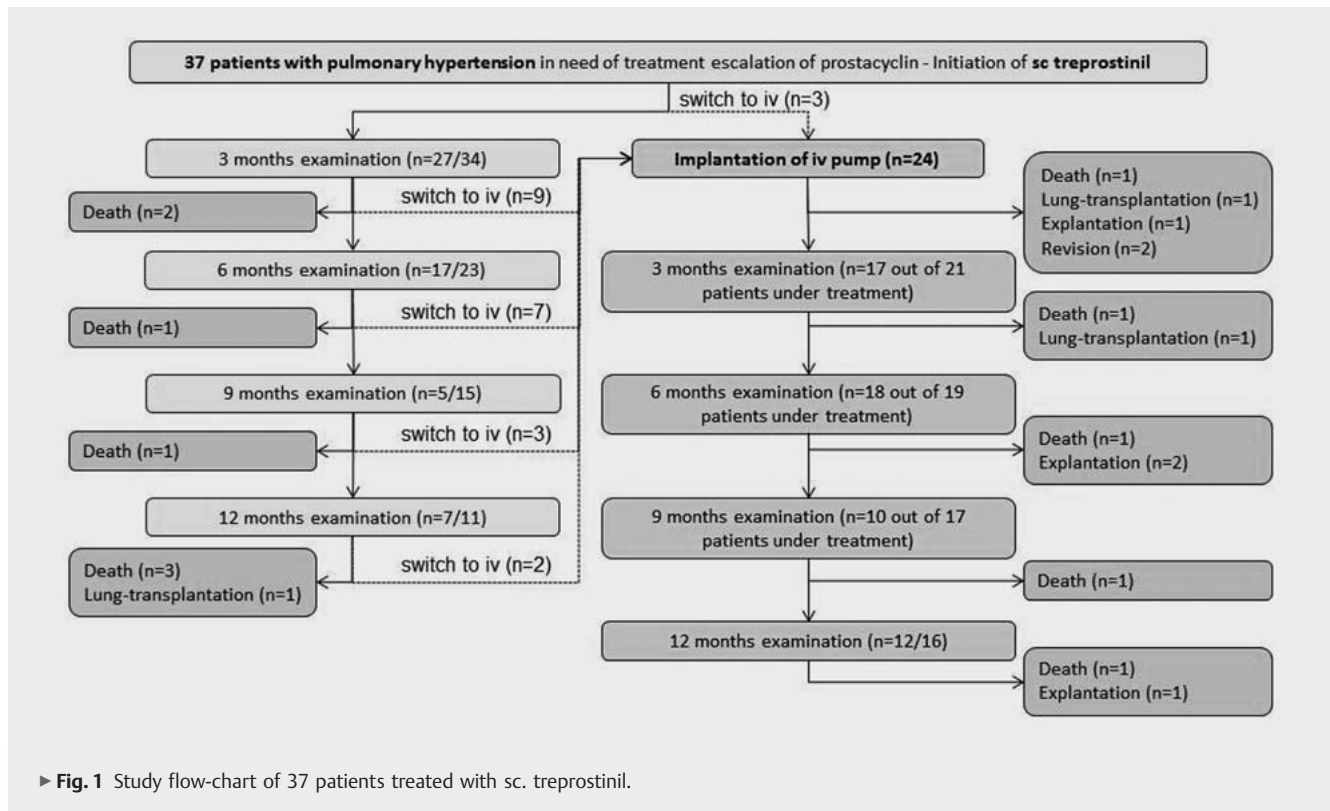 37 patients with pulmonary hypertension in need of treatment escalation of prostacyclin - Initiation of sc treprostinil
switch to iv (n=3)
3 months examination (n=27/34)
switch to iv (n=9)
Death (n=2)
6 months examination (n=17/23)
switch to iv (n=7)
Death (n=1)
9 months examination (n=5/15)
switch to iv (n=3)
Death (n=1)
12 months examination (n=7/11)
switch to iv (n=2)
Death (n=3)
Lung-transplantation (n=1)
Implantation of iv pump (n=24)
Death (n=1)
Lung-transplantation (n=1)
Explantation (n=1)
Revision (n=2)
3 months examination (n=17 out of 21
patients under treatment)
Death (n=1)
Lung-transplantation (n=1)
6 months examination (n=18 out of 19
patients under treatment)
Death (n=1)
Explantation (n=2)
9 months examination (n=10 out of 17
patients under treatment)
Death (n=1)
12 months examination (n=12/16)
Death (n=1)
Explantation (n=1)
► Fig. 1 Study flow-chart of 37 patients treated with sc. treprostinil.